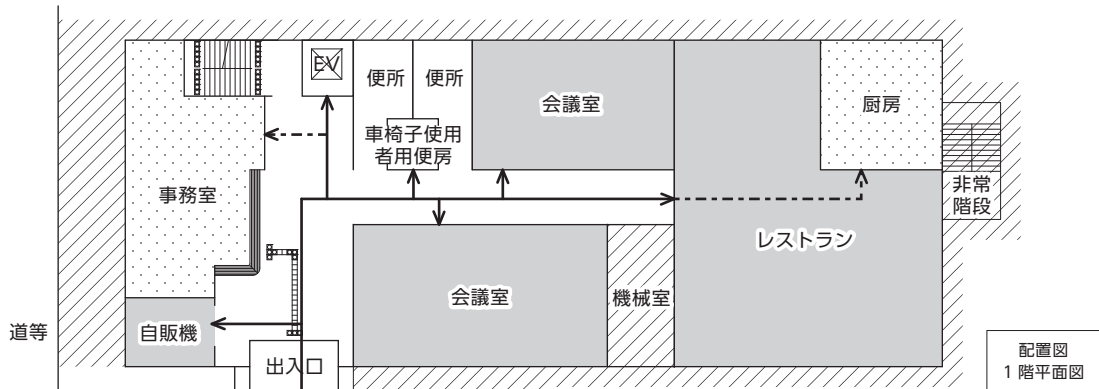 EV
便所
便所
会議室
厨房
車椅子使用
者用便房
事務室
非常
階段
レストラン
会議室
機械室
自販機
道等
出入口
配置図
1 階平面図